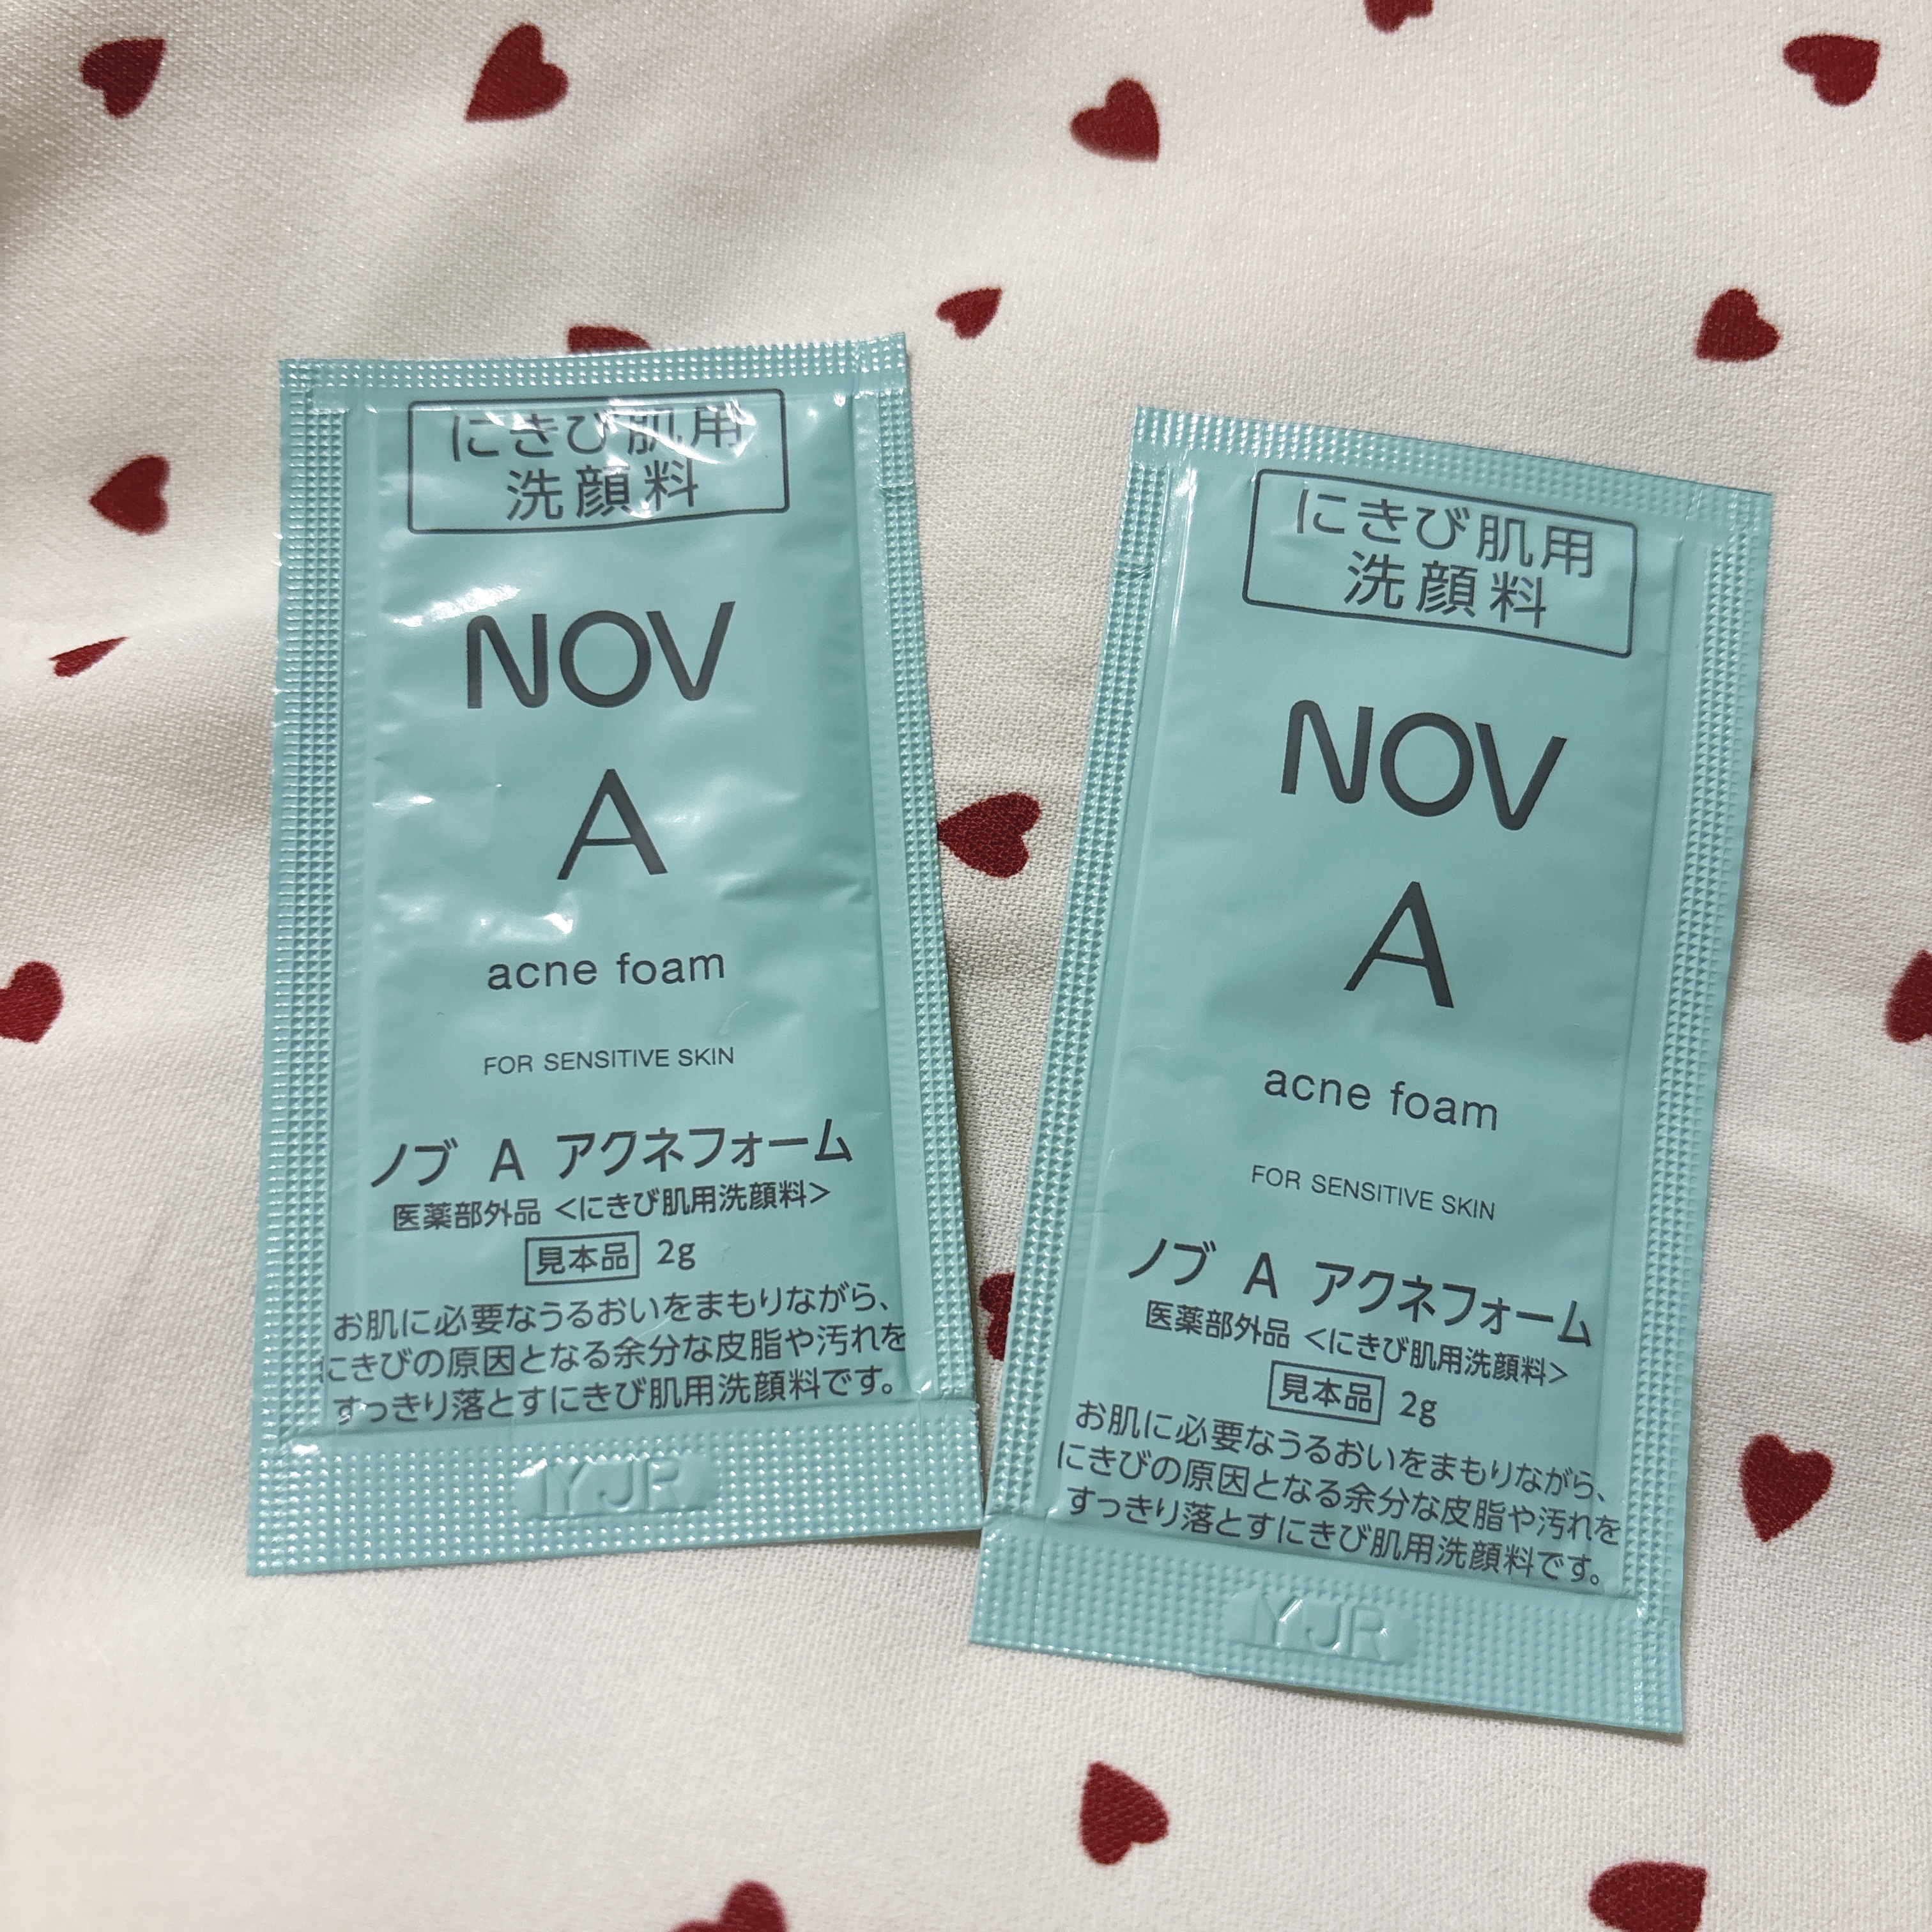 にきび肌用
洗顔料
NOV
A
acne foam
FOR SENSITIVE SKIN
ノブ A アクネフォーム
医薬部外品 <にきび肌用洗顔料>
見本品 2g
お肌に必要なうるおいをまもりながら、
にきびの原因となる余分な皮脂や汚れを
すっきり落とすにきび肌用洗顔料です。
1YJR
にきび肌用
洗顔料
NOV
A
acne foam
FOR SENSITIVE SKIN
ノブ A アクネフォーム
医薬部外品 <にきび肌用洗顔料>
見本品 2g
お肌に必要なうるおいをまもりながら、
にきびの原因となる余分な皮脂や汚れを
すっきり落とすにきび肌用洗顔料です。
1YJR